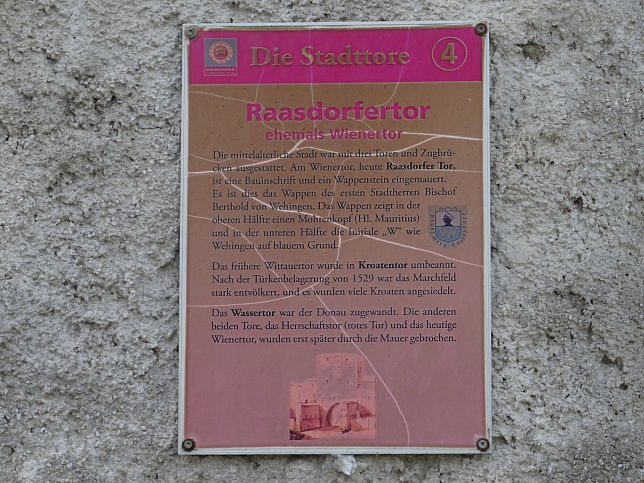 Die Stadttore 4
Raasdorfertor
ehemals Wienertor
Die mittelalterliche Stadt war mit drei Toren und Zugbrü-
cken ausgestattet. Am Wienertor, heute Raasdorfer Tor,
ist eine Bauinschrift und ein Wappenstein eingemauert.
Es ist dies das Wappen des ersten Stadtherren Bischof
Berthold von Wehingen. Das Wappen zeigt in der
oberen Hälfte einen Mohrenkopf (Hl. Mauritius)
und in der unteren Hälfte die Initiale „W" wie
Wehingen auf blauem Grund.
Das frühere Wittauertor wurde in Kroatentor umbeannt.
Nach der Türkenbelagerung von 1529 war das Marchfeld
stark entvölkert, und es wurden viele Kroaten angesiedelt.
Das Wassertor war der Donau zugewandt. Die anderen
beiden Tore, das Herrschaftstor (rotes Tor) und das heutige
Wienertor, wurden erst später durch die Mauer gebrochen.